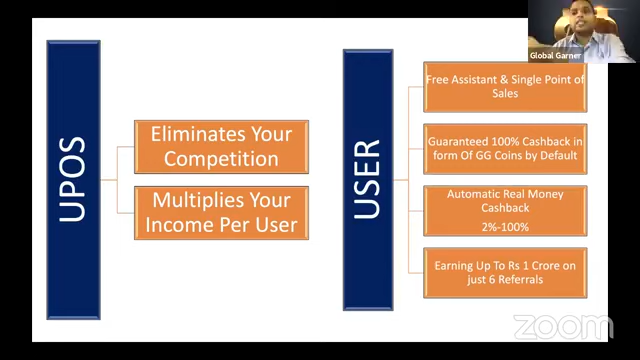 UPOS
Eliminates Your
Competition
Multiplies Your
Income Per User
USER
Free Assistant & Single Point of
Sales
Guaranteed 100% Cashback in
form Of GG Coins by Default
Automatic Real Money
Cashback
2%-100%
Earning Up To Rs 1 Crore on
just 6 Referrals
Global Garner
zoom